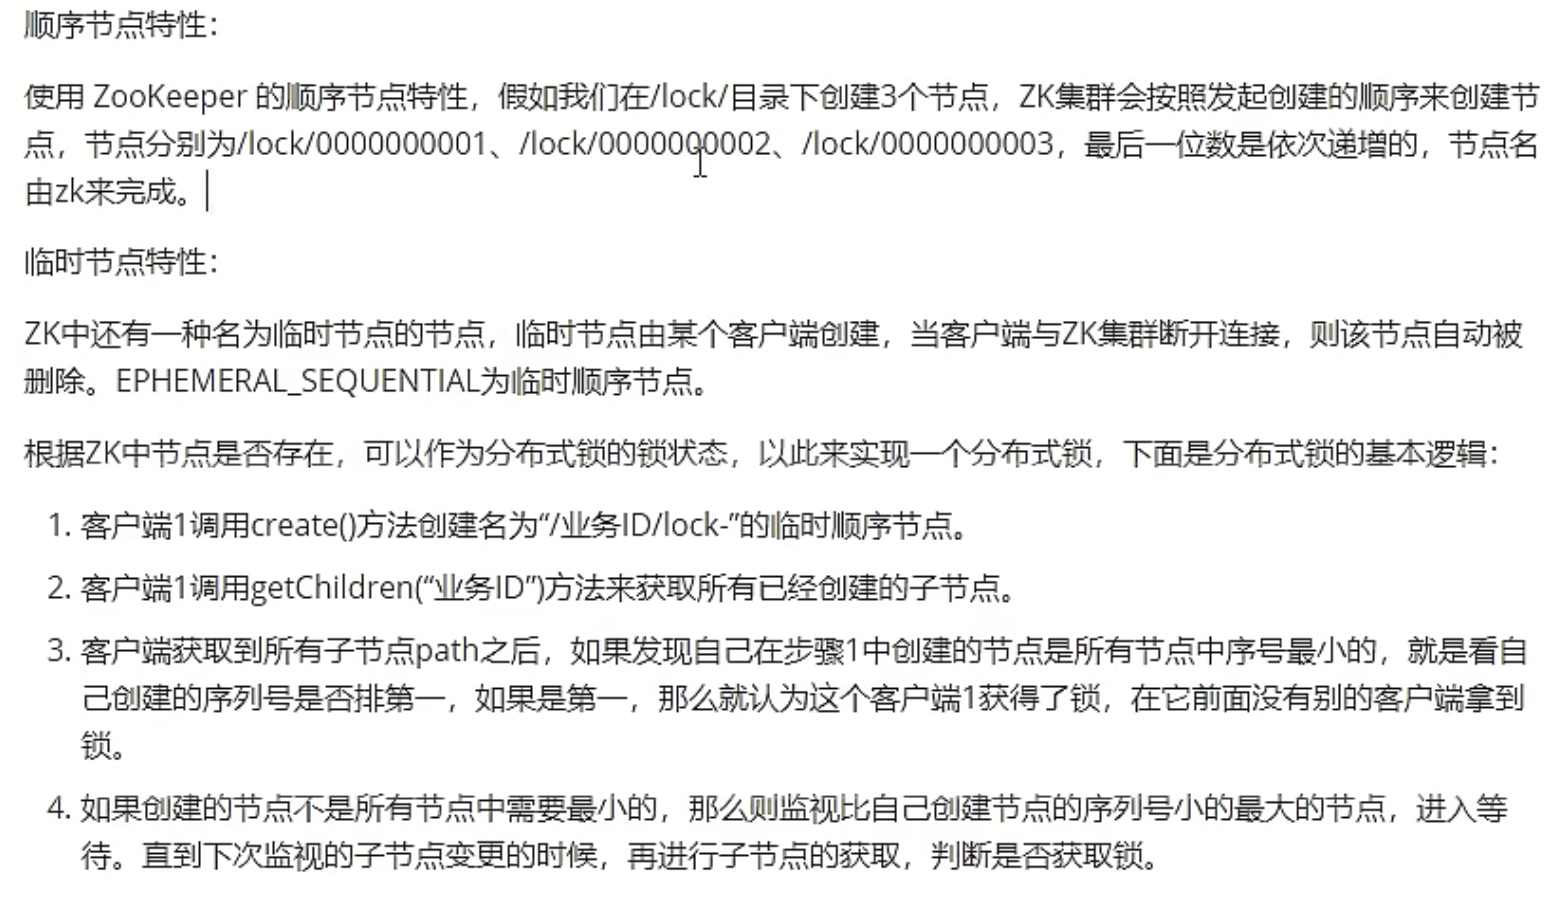 顺序节点特性：
使用 ZooKeeper 的顺序节点特性，假如我们在/lock/目录下创建3个节点，ZK集群会按照发起创建的顺序来创建节
点，节点分别为/lock/0000000001、/lock/0000000002、/lock/0000000003，最后一位数是依次递增的，节点名
由zk来完成。
临时节点特性：
ZK中还有一种名为临时节点的节点，临时节点由某个客户端创建，当客户端与ZK集群断开连接，则该节点自动被
删除。EPHEMERAL_SEQUENTIAL为临时顺序节点。
根据ZK中节点是否存在，可以作为分布式锁的锁状态，以此来实现一个分布式锁，下面是分布式锁的基本逻辑：
1. 客户端1调用create()方法创建名为“/业务ID/lock-”的临时顺序节点。
2. 客户端1调用getChildren(“业务ID”)方法来获取所有已经创建的子节点。
3. 客户端获取到所有子节点path之后，如果发现自己在步骤1中创建的节点是所有节点中序号最小的，就是看自
己创建的序列号是否排第一，如果是第一，那么就认为这个客户端1获得了锁，在它前面没有别的客户端拿到
锁。
4. 如果创建的节点不是所有节点中需要最小的，那么则监视比自己创建节点的序列号小的最大的节点，进入等
待。直到下次监视的子节点变更的时候，再进行子节点的获取，判断是否获取锁。